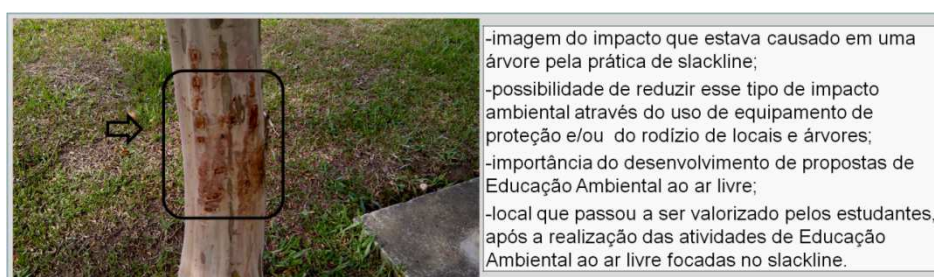 -imagem do impacto que estava causado em uma
árvore pela prática de slackline;
-possibilidade de reduzir esse tipo de impacto
ambiental através do uso de equipamento de
proteção e/ou do rodízio de locais e árvores;
-importância do desenvolvimento de propostas de
Educação Ambiental ao ar livre;
-local que passou a ser valorizado pelos estudantes,
após a realização das atividades de Educação
Ambiental ao ar livre focadas no slackline.